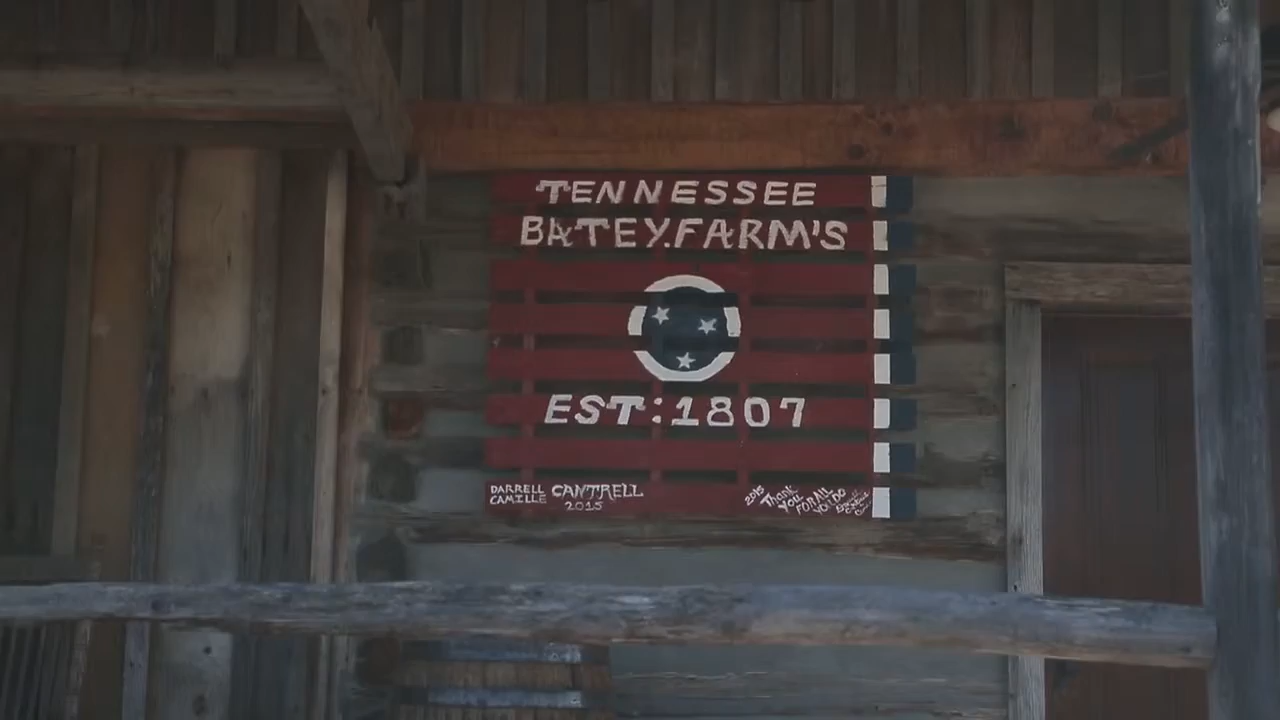 TENNESSEE
BATEY.FARM'S
EST:1807
DARRELL
CAMILLE CANTRELL
2015
2015 Thank
YOU
FOR ALL
YOU DO